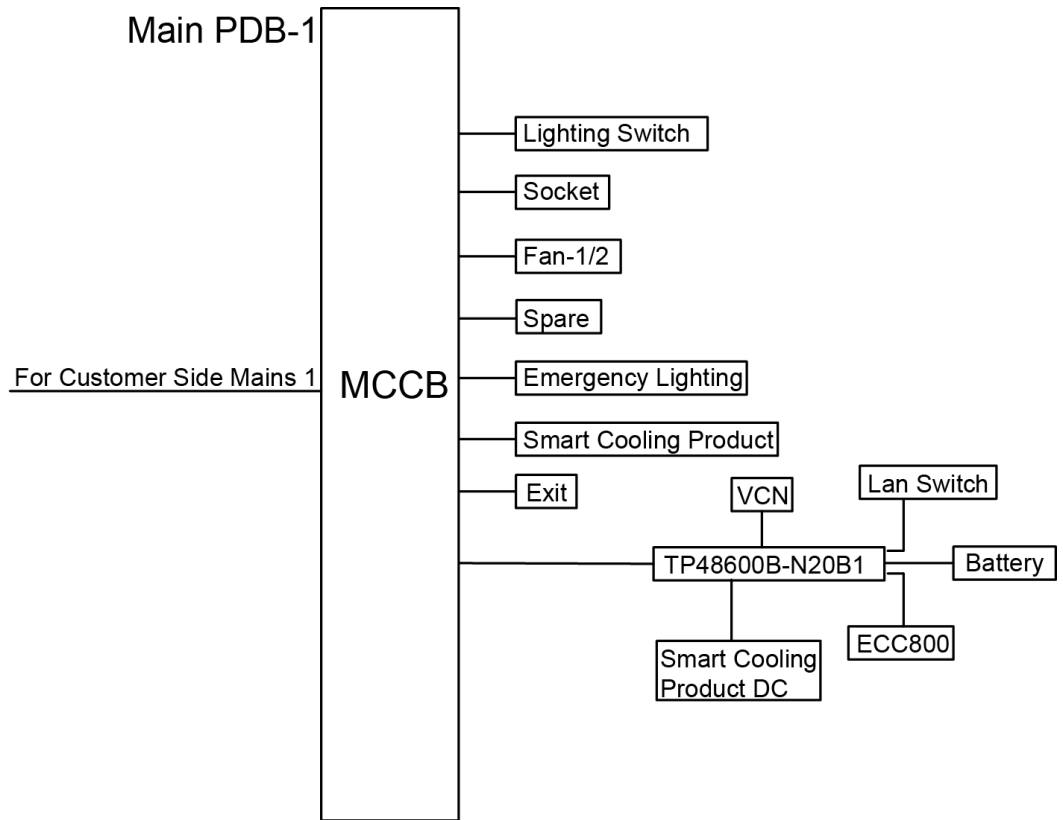 Main PDB-1
Lighting Switch
Socket
Fan-1/2
Spare
For Customer Side Mains 1
MCCB
Emergency Lighting
Smart Cooling Product
Exit
VCN
Lan Switch
TP48600B-N20B1
Battery
ECC800
Smart Cooling
Product DC